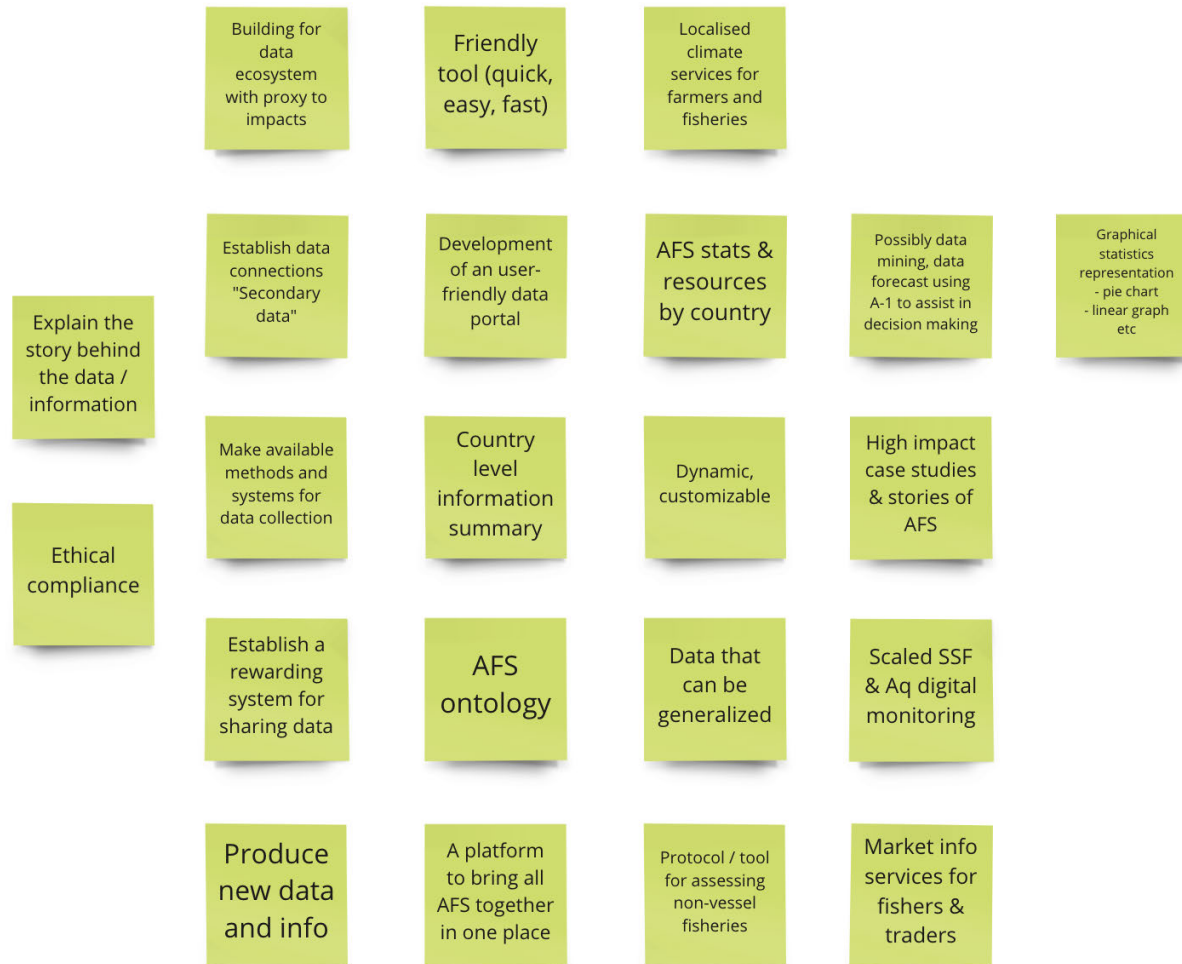 Building for
data
ecosystem
with proxy to
impacts
Friendly
tool (quick,
easy, fast)
Localised
climate
services for
farmers and
fisheries
Explain the
story behind
the data /
information
Ethical
compliance
Establish data
connections
"Secondary
data"
Development
of an user-
friendly data
portal
AFS stats &
resources
by country
Possibly data
mining, data
forecast using
A-1 to assist in
decision making
Graphical
statistics
representation
- pie chart
- linear graph
etc
Make available
methods and
systems for
data collection
Country
level
information
summary
Dynamic,
customizable
High impact
case studies
& stories of
AFS
Establish a
rewarding
system for
sharing data
AFS
ontology
Data that
can be
generalized
Scaled SSF
& Aq digital
monitoring
Produce
new data
and info
A platform
to bring all
AFS together
in one place
Protocol / tool
for assessing
non-vessel
fisheries
Market info
services for
fishers &
traders